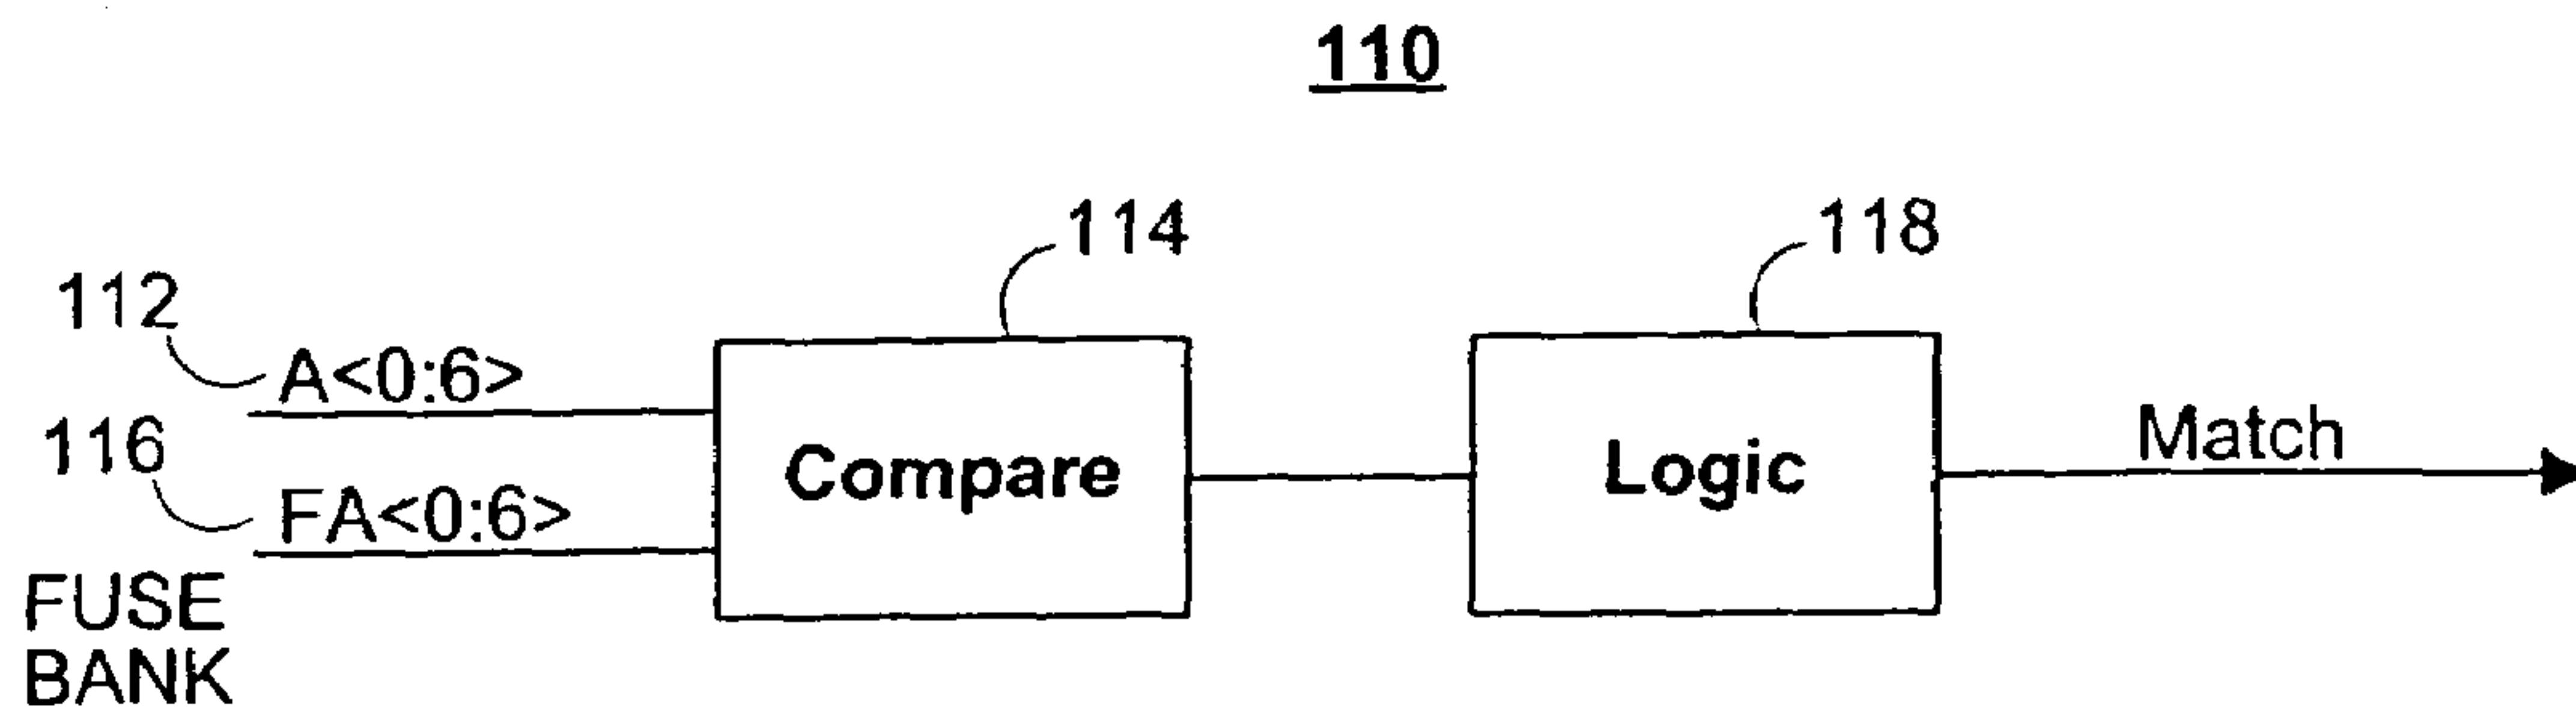 110
114
118
112
A<0:6>
116
FA<0:6>
FUSE
BANK
Compare
Logic
Match